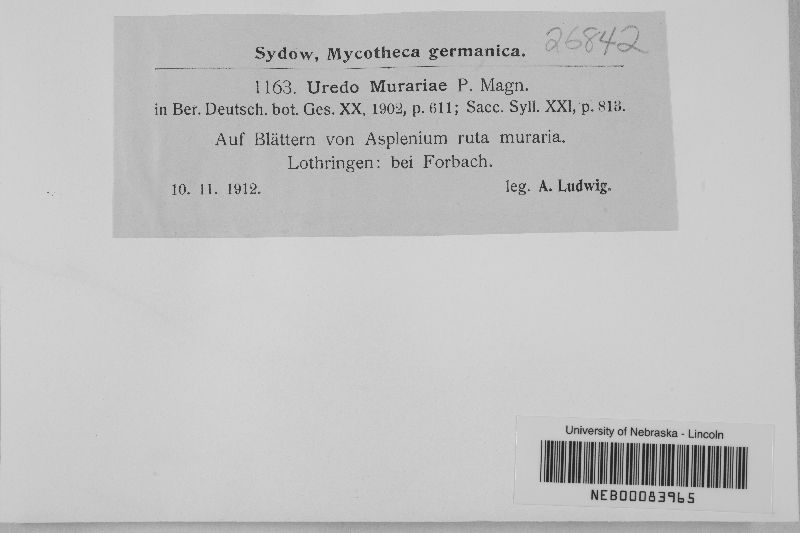 Sydow, Mycotheca germanica. 26842
1163. Uredo Murariae P. Magn.
in Ber. Deutsch. bot. Ges. XX, 1902, p. 611; Sacc. Syll. XXI, p. 813.
Auf Blättern von Asplenium ruta muraria.
Lothringen: bei Forbach.
10. 11. 1912. leg. A. Ludwig.
University of Nebraska - Lincoln
NEB00083965